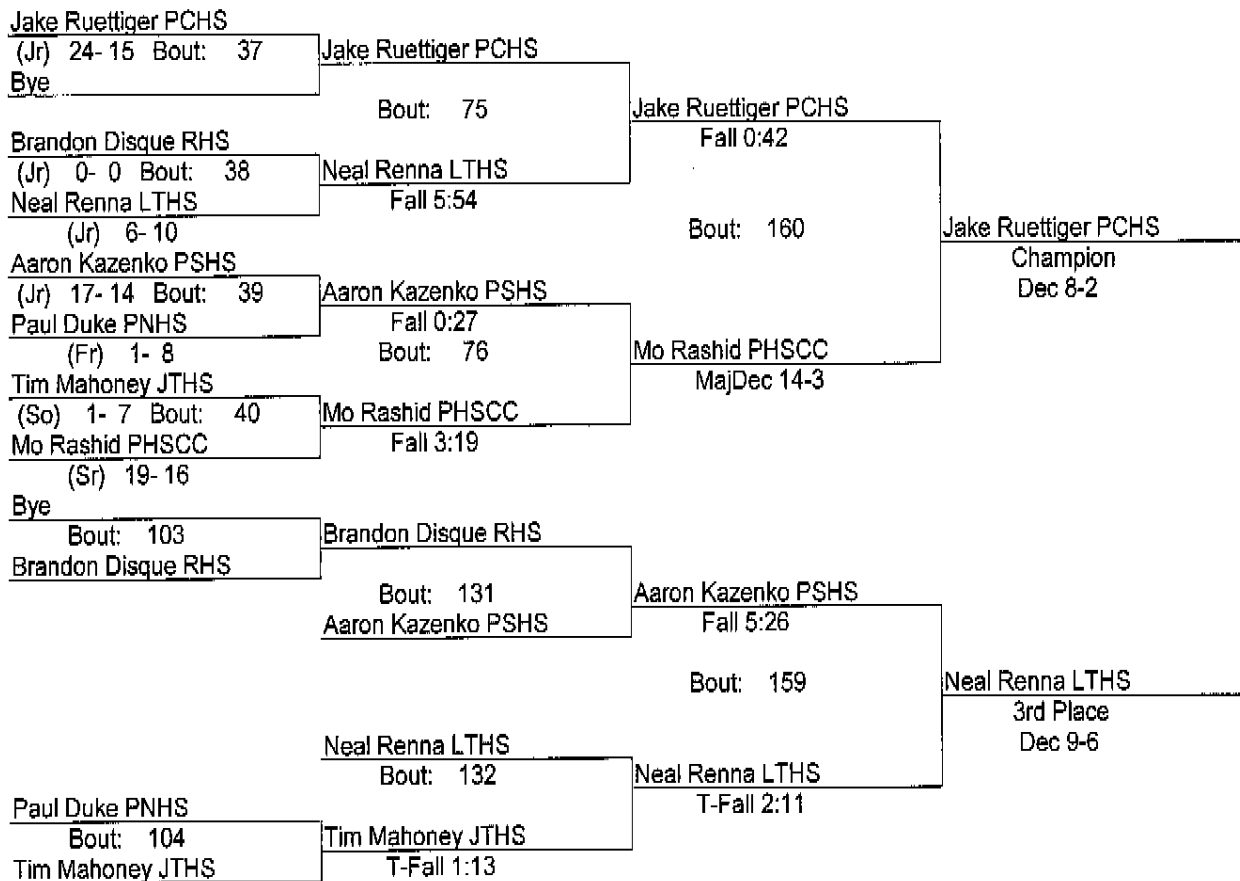 Jake Ruettiger PCHS
(Jr) 24- 15 Bout: 37
Bye
Jake Ruettiger PCHS
Bout: 75
Brandon Disque RHS
(Jr) 0- 0 Bout: 38
Neal Renna LTHS
(Jr) 6- 10
Neal Renna LTHS
Fall 5:54
Jake Ruettiger PCHS
Fall 0:42
Bout: 160
Aaron Kazenko PSHS
(Jr) 17- 14 Bout: 39
Paul Duke PNHS
(Fr) 1- 8
Aaron Kazenko PSHS
Fall 0:27
Bout: 76
Tim Mahoney JTHS
(So) 1- 7 Bout: 40
Mo Rashid PHSCC
(Sr) 19- 16
Mo Rashid PHSCC
Fall 3:19
Mo Rashid PHSCC
MajDec 14-3
Jake Ruettiger PCHS
Champion
Dec 8-2
Bye
Bout: 103
Brandon Disque RHS
Brandon Disque RHS
Bout: 131
Aaron Kazenko PSHS
Aaron Kazenko PSHS
Fall 5:26
Bout: 159
Neal Renna LTHS
Bout: 132
Paul Duke PNHS
Bout: 104
Tim Mahoney JTHS
Tim Mahoney JTHS
T-Fall 1:13
Neal Renna LTHS
T-Fall 2:11
Neal Renna LTHS
3rd Place
Dec 9-6